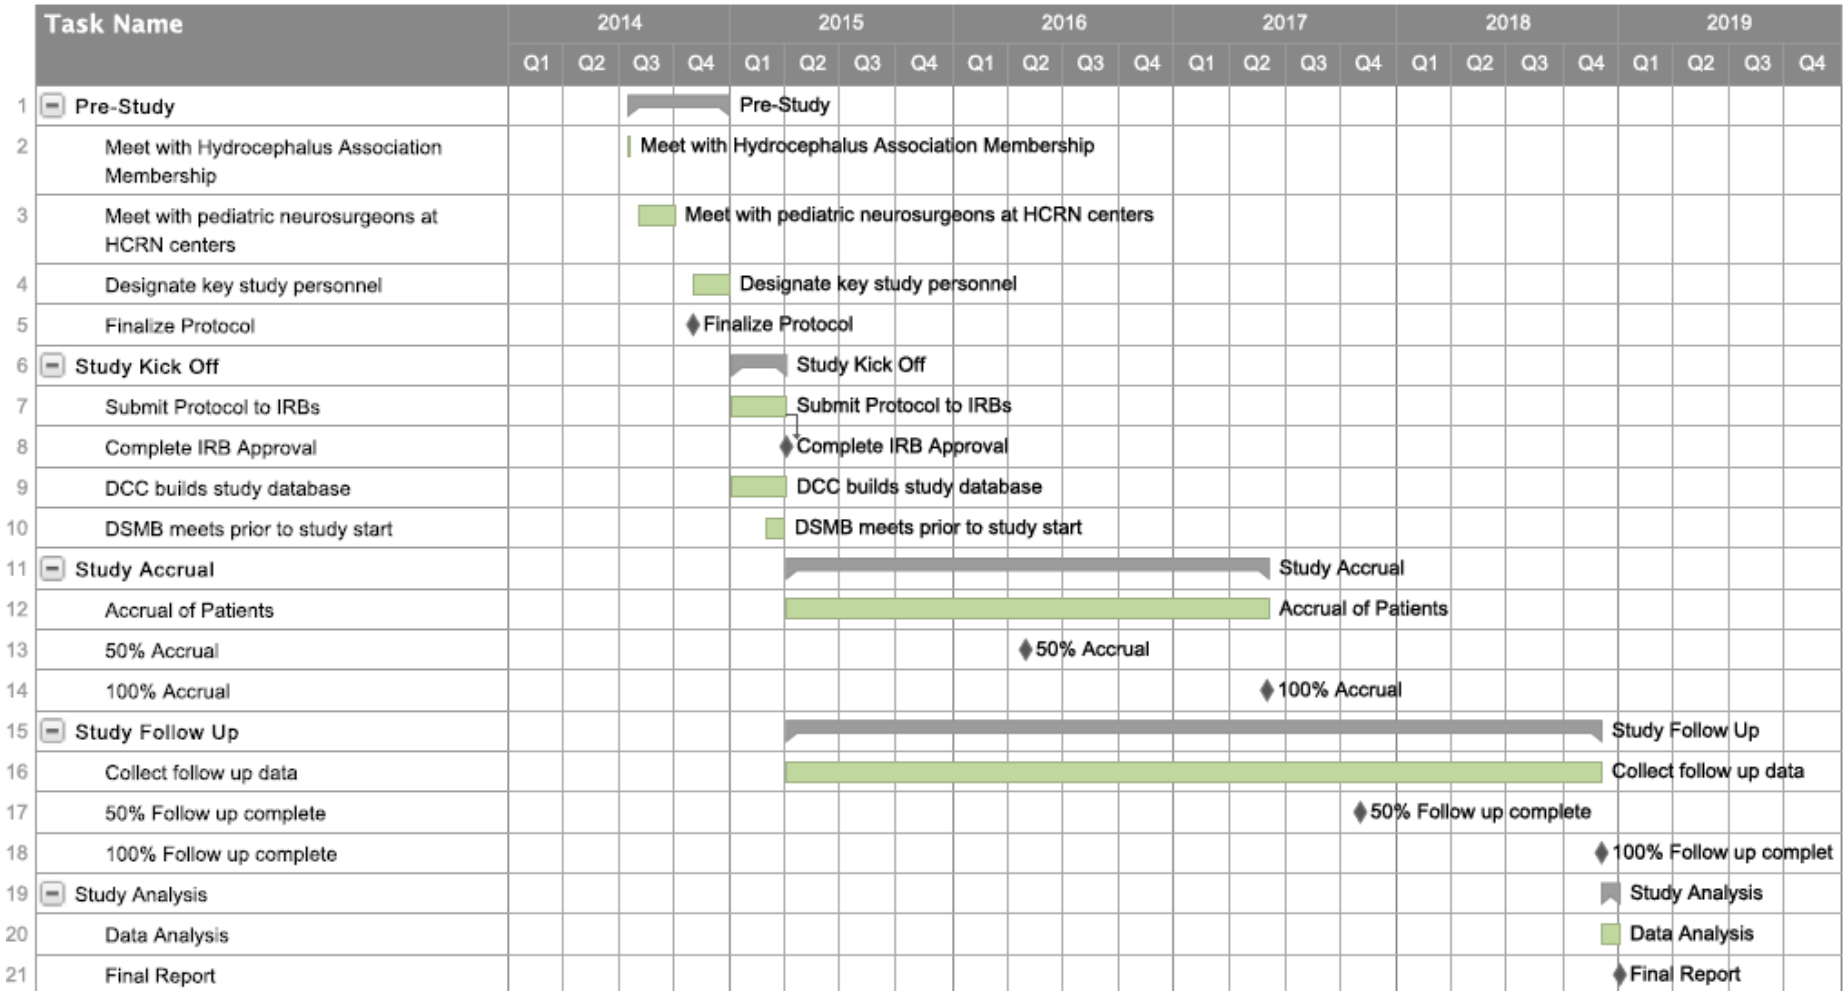 Task Name 2014 2015 2016 2017 2018 2019
Q1 Q2 Q3 Q4 Q1 Q2 Q3 Q4 Q1 Q2 Q3 Q4 Q1 Q2 Q3 Q4 Q1 Q2 Q3 Q4 Q1 Q2 Q3 Q4
1 Pre-Study Pre-Study
2 Meet with Hydrocephalus Association Meet with Hydrocephalus Association Membership
Membership
3 Meet with pediatric neurosurgeons at Meet with pediatric neurosurgeons at HCRN centers
HCRN centers
4 Designate key study personnel Designate key study personnel
5 Finalize Protocol Finalize Protocol
6 Study Kick Off Study Kick Off
7 Submit Protocol to IRBs Submit Protocol to IRBs
8 Complete IRB Approval Complete IRB Approval
9 DCC builds study database DCC builds study database
10 DSMB meets prior to study start DSMB meets prior to study start
11 Study Accrual Study Accrual
12 Accrual of Patients Accrual of Patients
13 50% Accrual 50% Accrual
14 100% Accrual 100% Accrual
15 Study Follow Up Study Follow Up
16 Collect follow up data Collect follow up data
17 50% Follow up complete 50% Follow up complete
18 100% Follow up complete 100% Follow up complet
19 Study Analysis Study Analysis
20 Data Analysis Data Analysis
21 Final Report Final Report